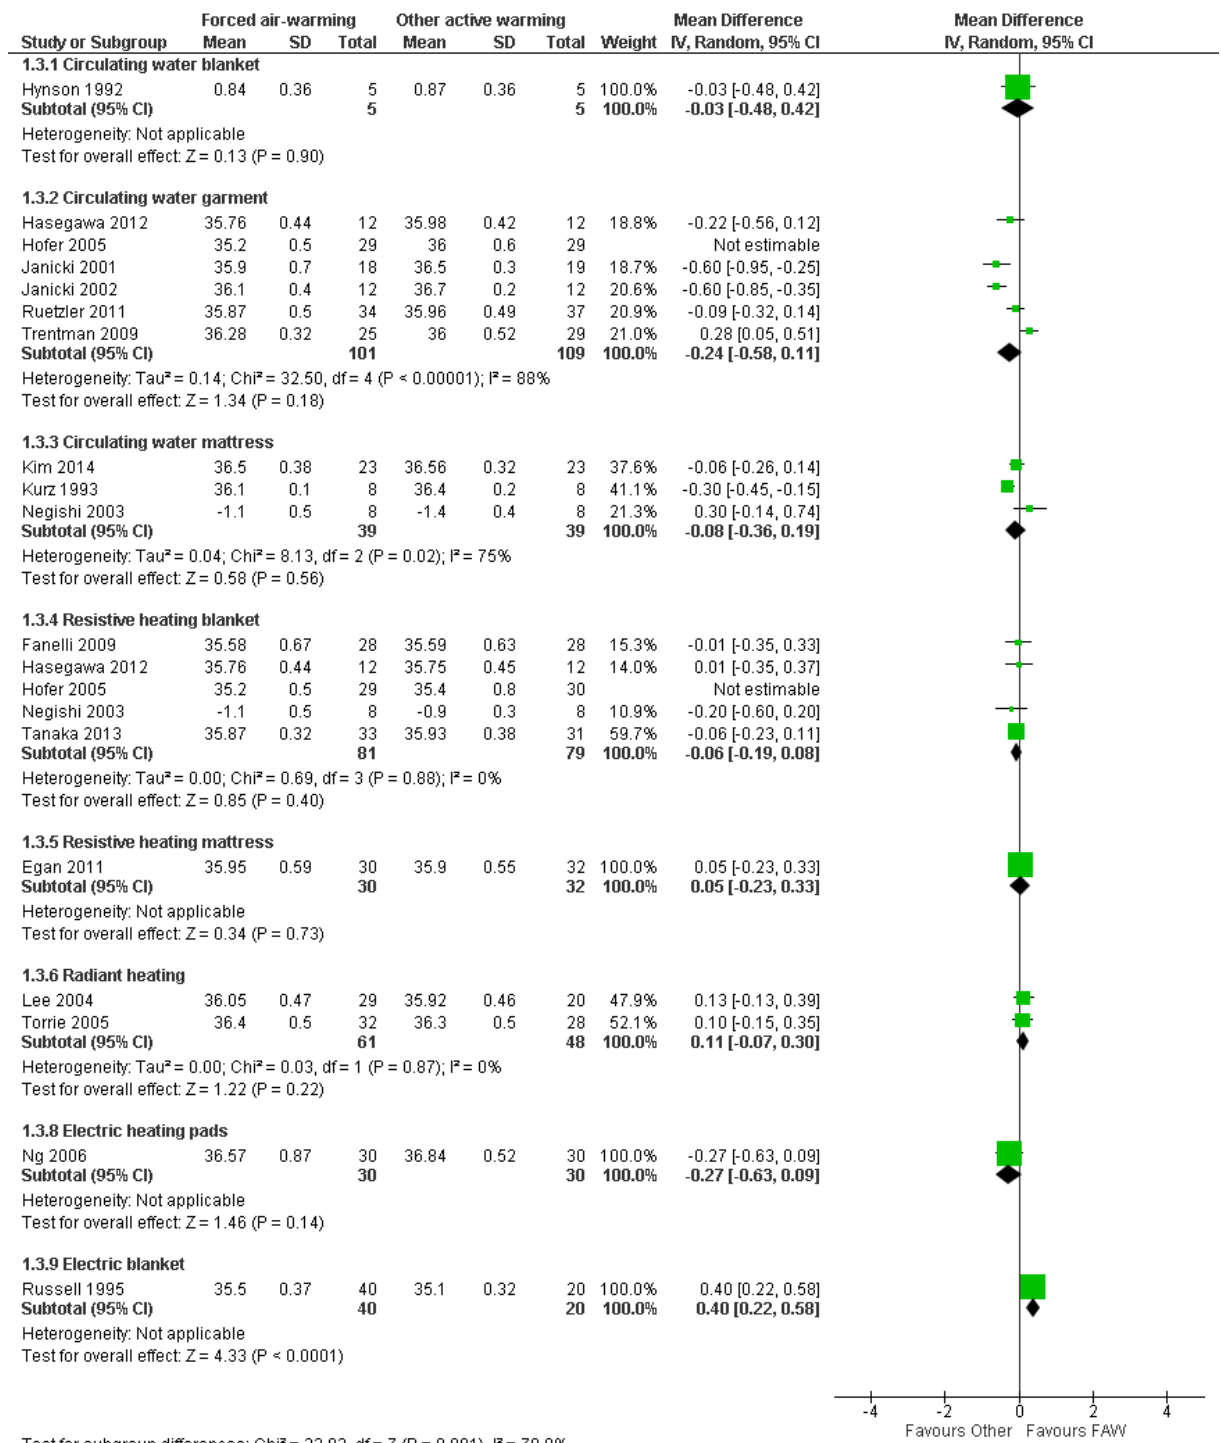 Forced air-warming Other active warming Mean Difference Mean Difference
Study or Subgroup Mean SD Total Mean SD Total Weight IV, Random, 95% CI IV, Random, 95% CI
1.3.1 Circulating water blanket
Hynson 1992 0.84 0.36 5 0.87 0.36 5 100.0% -0.03 [-0.48, 0.42]
Subtotal (95% CI) 5 5 100.0% -0.03 [-0.48, 0.42]
Heterogeneity: Not applicable
Test for overall effect: Z = 0.13 (P = 0.90)
1.3.2 Circulating water garment
Hasegawa 2012 35.76 0.44 12 35.98 0.42 12 18.8% -0.22 [-0.56, 0.12]
Hofer 2005 35.2 0.5 29 36 0.6 29 Not estimable
Janicki 2001 35.9 0.7 18 36.5 0.3 19 18.7% -0.60 [-0.95, -0.25]
Janicki 2002 36.1 0.4 12 36.7 0.2 12 20.6% -0.60 [-0.85, -0.35]
Ruetzler 2011 35.87 0.5 34 35.96 0.49 37 20.9% -0.09 [-0.32, 0.14]
Trentman 2009 36.28 0.32 25 36 0.52 29 21.0% 0.28 [0.05, 0.51]
Subtotal (95% CI) 101 109 100.0% -0.24 [-0.58, 0.11]
Heterogeneity: Tau² = 0.14; Chi² = 32.50, df = 4 (P < 0.00001); I² = 88%
Test for overall effect: Z = 1.34 (P = 0.18)
1.3.3 Circulating water mattress
Kim 2014 36.5 0.38 23 36.56 0.32 23 37.6% -0.06 [-0.26, 0.14]
Kurz 1993 36.1 0.1 8 36.4 0.2 8 41.1% -0.30 [-0.45, -0.15]
Negishi 2003 -1.1 0.5 8 -1.4 0.4 8 21.3% 0.30 [-0.14, 0.74]
Subtotal (95% CI) 39 39 100.0% -0.08 [-0.36, 0.19]
Heterogeneity: Tau² = 0.04; Chi² = 8.13, df = 2 (P = 0.02); I² = 75%
Test for overall effect: Z = 0.58 (P = 0.56)
1.3.4 Resistive heating blanket
Fanelli 2009 35.58 0.67 28 35.59 0.63 28 15.3% -0.01 [-0.35, 0.33]
Hasegawa 2012 35.76 0.44 12 35.75 0.45 12 14.0% 0.01 [-0.35, 0.37]
Hofer 2005 35.2 0.5 29 35.4 0.8 30 Not estimable
Negishi 2003 -1.1 0.5 8 -0.9 0.3 8 10.9% -0.20 [-0.60, 0.20]
Tanaka 2013 35.87 0.32 33 35.93 0.38 31 59.7% -0.06 [-0.23, 0.11]
Subtotal (95% CI) 81 79 100.0% -0.06 [-0.19, 0.08]
Heterogeneity: Tau² = 0.00; Chi² = 0.69, df = 3 (P = 0.88); I² = 0%
Test for overall effect: Z = 0.85 (P = 0.40)
1.3.5 Resistive heating mattress
Egan 2011 35.95 0.59 30 35.9 0.55 32 100.0% 0.05 [-0.23, 0.33]
Subtotal (95% CI) 30 32 100.0% 0.05 [-0.23, 0.33]
Heterogeneity: Not applicable
Test for overall effect: Z = 0.34 (P = 0.73)
1.3.6 Radiant heating
Lee 2004 36.05 0.47 29 35.92 0.46 20 47.9% 0.13 [-0.13, 0.39]
Torrie 2005 36.4 0.5 32 36.3 0.5 28 52.1% 0.10 [-0.15, 0.35]
Subtotal (95% CI) 61 48 100.0% 0.11 [-0.07, 0.30]
Heterogeneity: Tau² = 0.00; Chi² = 0.03, df = 1 (P = 0.87); I² = 0%
Test for overall effect: Z = 1.22 (P = 0.22)
1.3.8 Electric heating pads
Ng 2006 36.57 0.87 30 36.84 0.52 30 100.0% -0.27 [-0.63, 0.09]
Subtotal (95% CI) 30 30 100.0% -0.27 [-0.63, 0.09]
Heterogeneity: Not applicable
Test for overall effect: Z = 1.46 (P = 0.14)
1.3.9 Electric blanket
Russell 1995 35.5 0.37 40 35.1 0.32 20 100.0% 0.40 [0.22, 0.58]
Subtotal (95% CI) 40 20 100.0% 0.40 [0.22, 0.58]
Heterogeneity: Not applicable
Test for overall effect: Z = 4.33 (P < 0.0001)
-4 -2 0 2 4
Favours Other Favours FAW
Test for subgroup differences: Chi² =